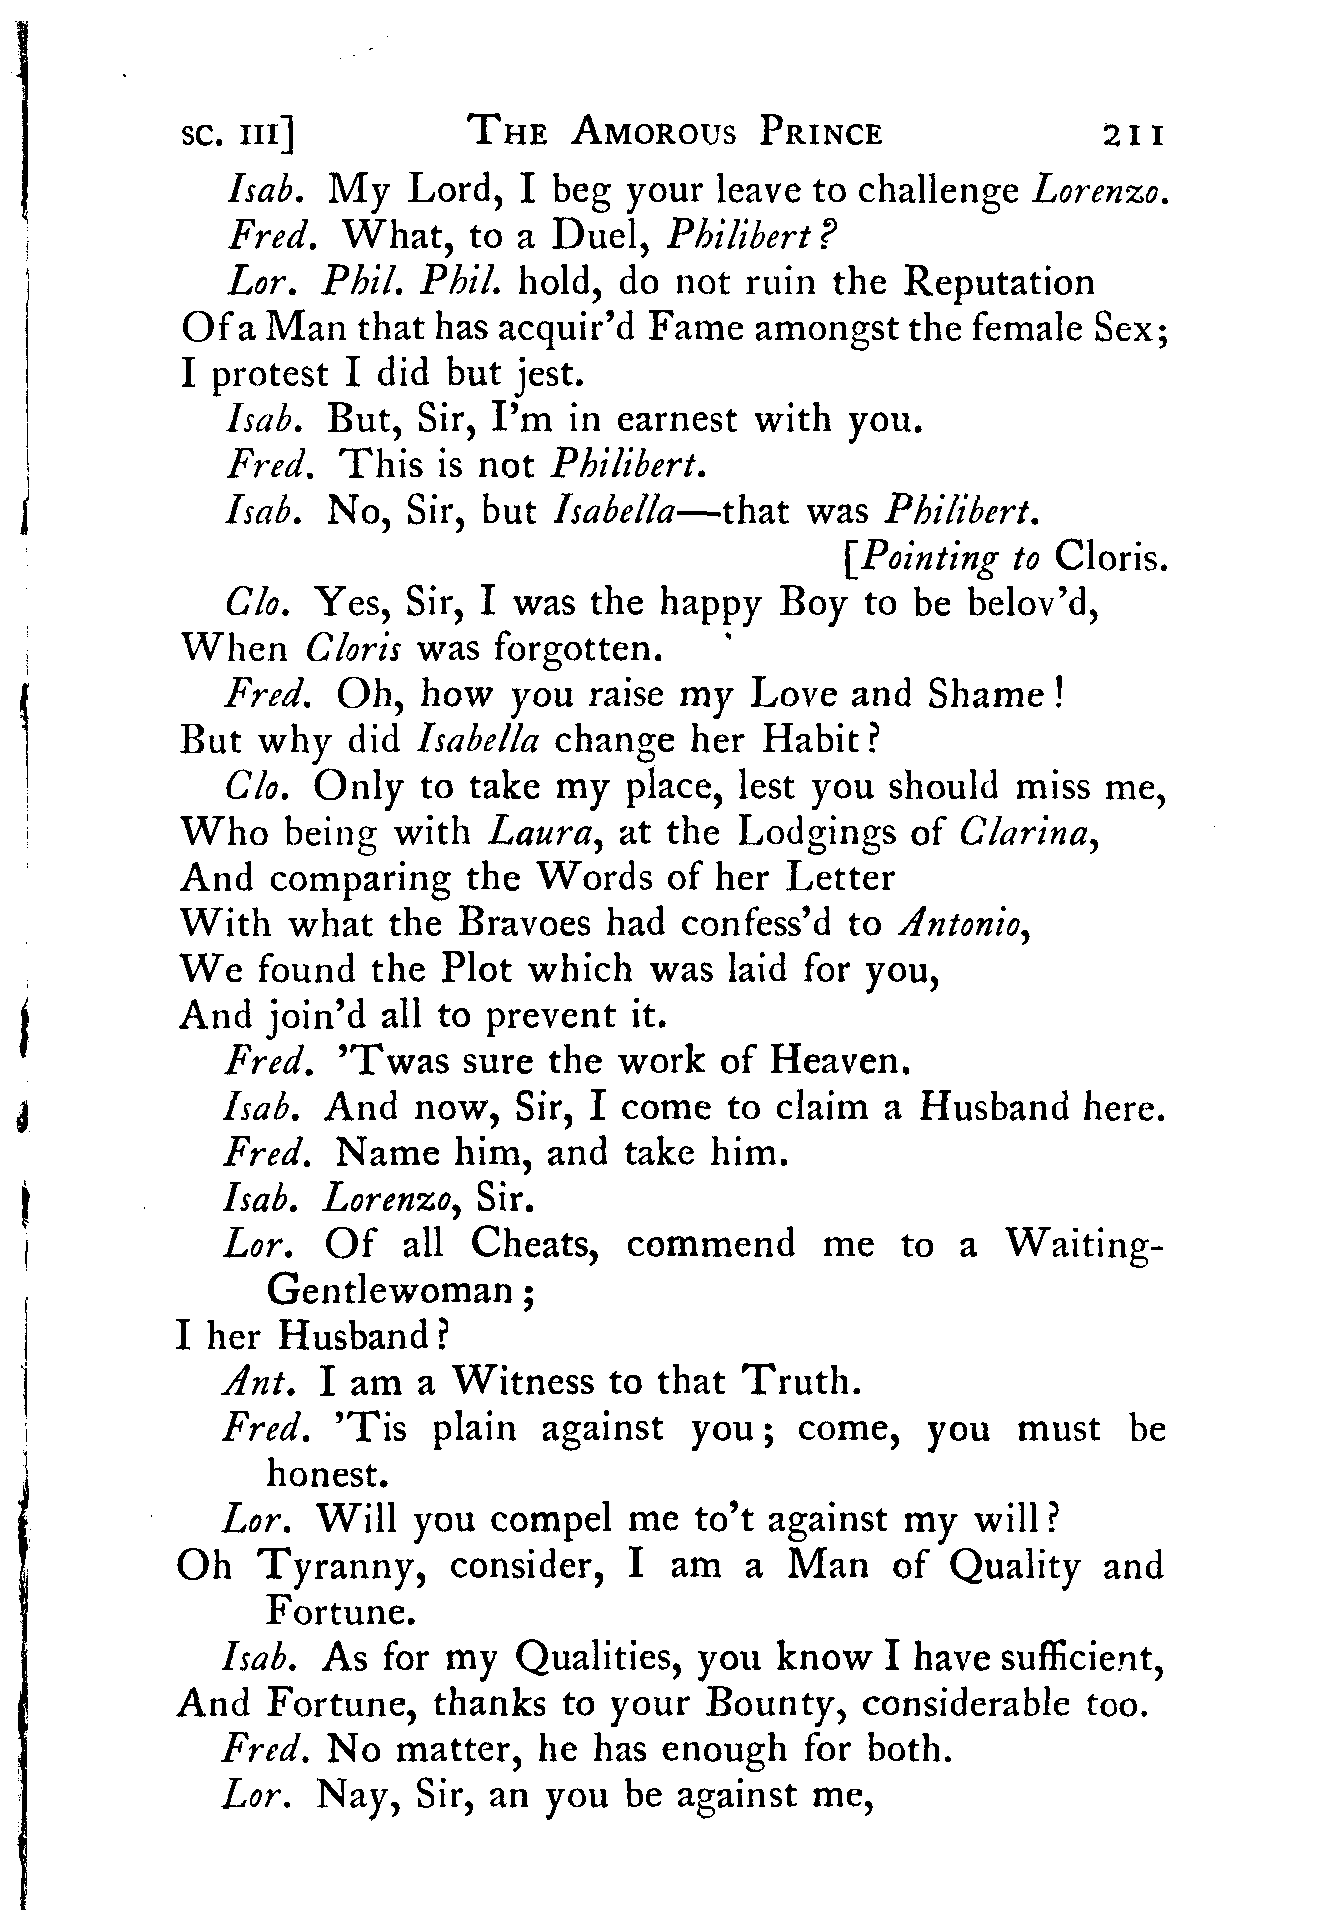 SC. III] THE AMOROUS PRINCE 211
Isab. My Lord, I beg your leave to challenge Lorenzo.
Fred. What, to a Duel, Philibert?
Lor. Phil. Phil. hold, do not ruin the Reputation
Of a Man that has acquir'd Fame amongst the female Sex;
I protest I did but jest.
Isab. But, Sir, I'm in earnest with you.
Fred. This is not Philibert.
Isab. No, Sir, but Isabella—that was Philibert.
[Pointing to Cloris.
Clo. Yes, Sir, I was the happy Boy to be belov'd,
When Cloris was forgotten.
Fred. Oh, how you raise my Love and Shame!
But why did Isabella change her Habit?
Clo. Only to take my place, lest you should miss me,
Who being with Laura, at the Lodgings of Clarina,
And comparing the Words of her Letter
With what the Bravoes had confess'd to Antonio,
We found the Plot which was laid for you,
And join'd all to prevent it.
Fred. 'Twas sure the work of Heaven.
Isab. And now, Sir, I come to claim a Husband here.
Fred. Name him, and take him.
Isab. Lorenzo, Sir.
Lor. Of all Cheats, commend me to a Waiting-
Gentlewoman;
I her Husband?
Ant. I am a Witness to that Truth.
Fred. 'Tis plain against you; come, you must be
honest.
Lor. Will you compel me to't against my will?
Oh Tyranny, consider, I am a Man of Quality and
Fortune.
Isab. As for my Qualities, you know I have sufficient,
And Fortune, thanks to your Bounty, considerable too.
Fred. No matter, he has enough for both.
Lor. Nay, Sir, an you be against me,